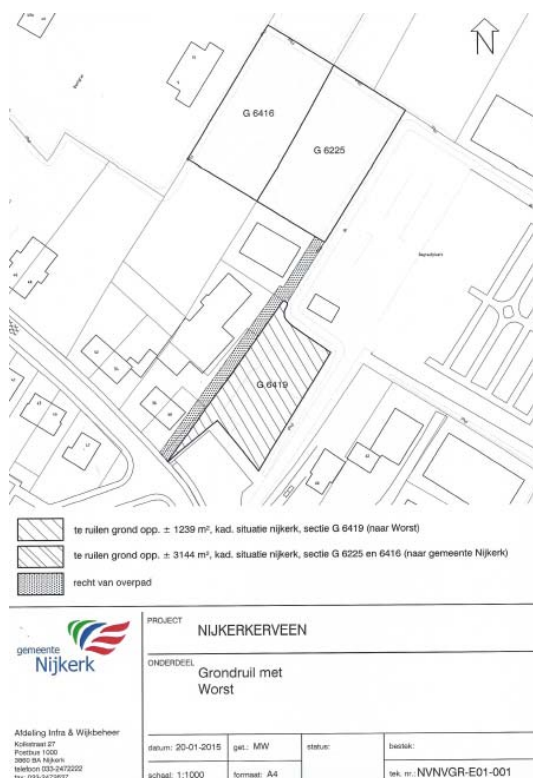 N
G 6416
G 6225
G 6419
te ruilen grond opp. ± 1239 m², kad. situatie nijkerk, sectie G 6419 (naar Worst)
te ruilen grond opp. ± 3144 m², kad. situatie nijkerk, sectie G 6225 en 6416 (naar gemeente Nijkerk)
recht van overpad
gemeente
Nijkerk
Afdeling Infra & Wijkbeheer
Kolkstraat 27
Postbus 1000
3860 BA Nijkerk
telefoon 033-2472222
PROJECT
NIJKERKERVEEN
ONDERDEEL
Grondruil met
Worst
datum: 20-01-2015
get.: MW
status:
bestek:
schaal: 1:1000
formaat: A4
tek. nr.: NVNVGR-E01-001